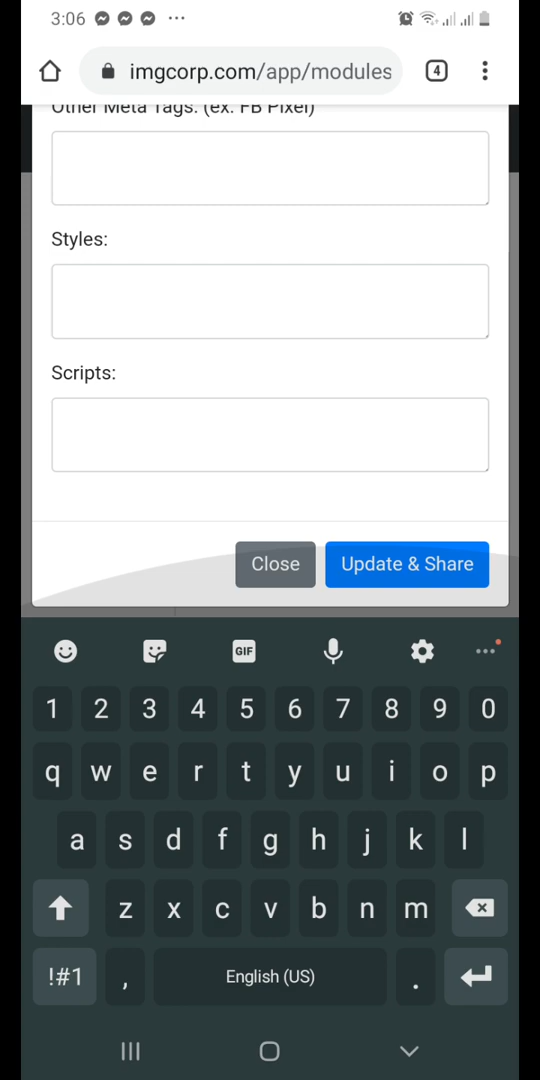 3:06
imgcorp.com/app/modules
4
Other Meta Tags: (ex. FB Pixel)
Styles:
Scripts:
Close
Update & Share
GIF
1 2 3 4 5 6 7 8 9 0
q w e r t y u i o p
a s d f g h j k l
z x c v b n m
!#1 , English (US) .